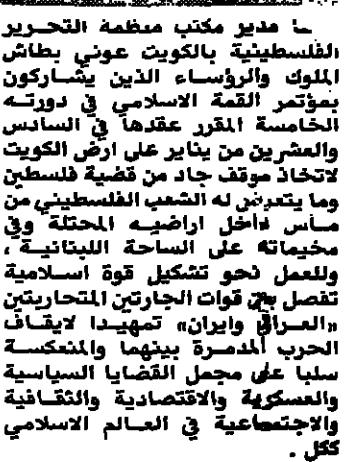 مدير مكتب منظمة التحرير
الفلسطينية بالكويت عوني بطاش
الملوك والرؤساء الذين يشاركون
بمؤتمر القمة الاسلامي في دورته
الخامسة المقرر عقدها في السادس
والعشرين من يناير على ارض الكويت
لاتخاذ موقف جاد من قضية فلسطين
وما يتعرض له الشعب الفلسطيني من
مآس داخل اراضيه المحتلة وفي
مخيماته على الساحة اللبنانية ،
وللعمل نحو تشكيل قوة اسلامية
تفصل بين قوات الجارتين المتحاربتين
«العراق وايران» تمهيدا لايقاف
الحرب المدمرة بينهما والمنعكسة
سلبا على مجمل القضايا السياسية
والعسكرية والاقتصادية والثقافية
والاجتماعية في العالم الاسلامي
ككل .